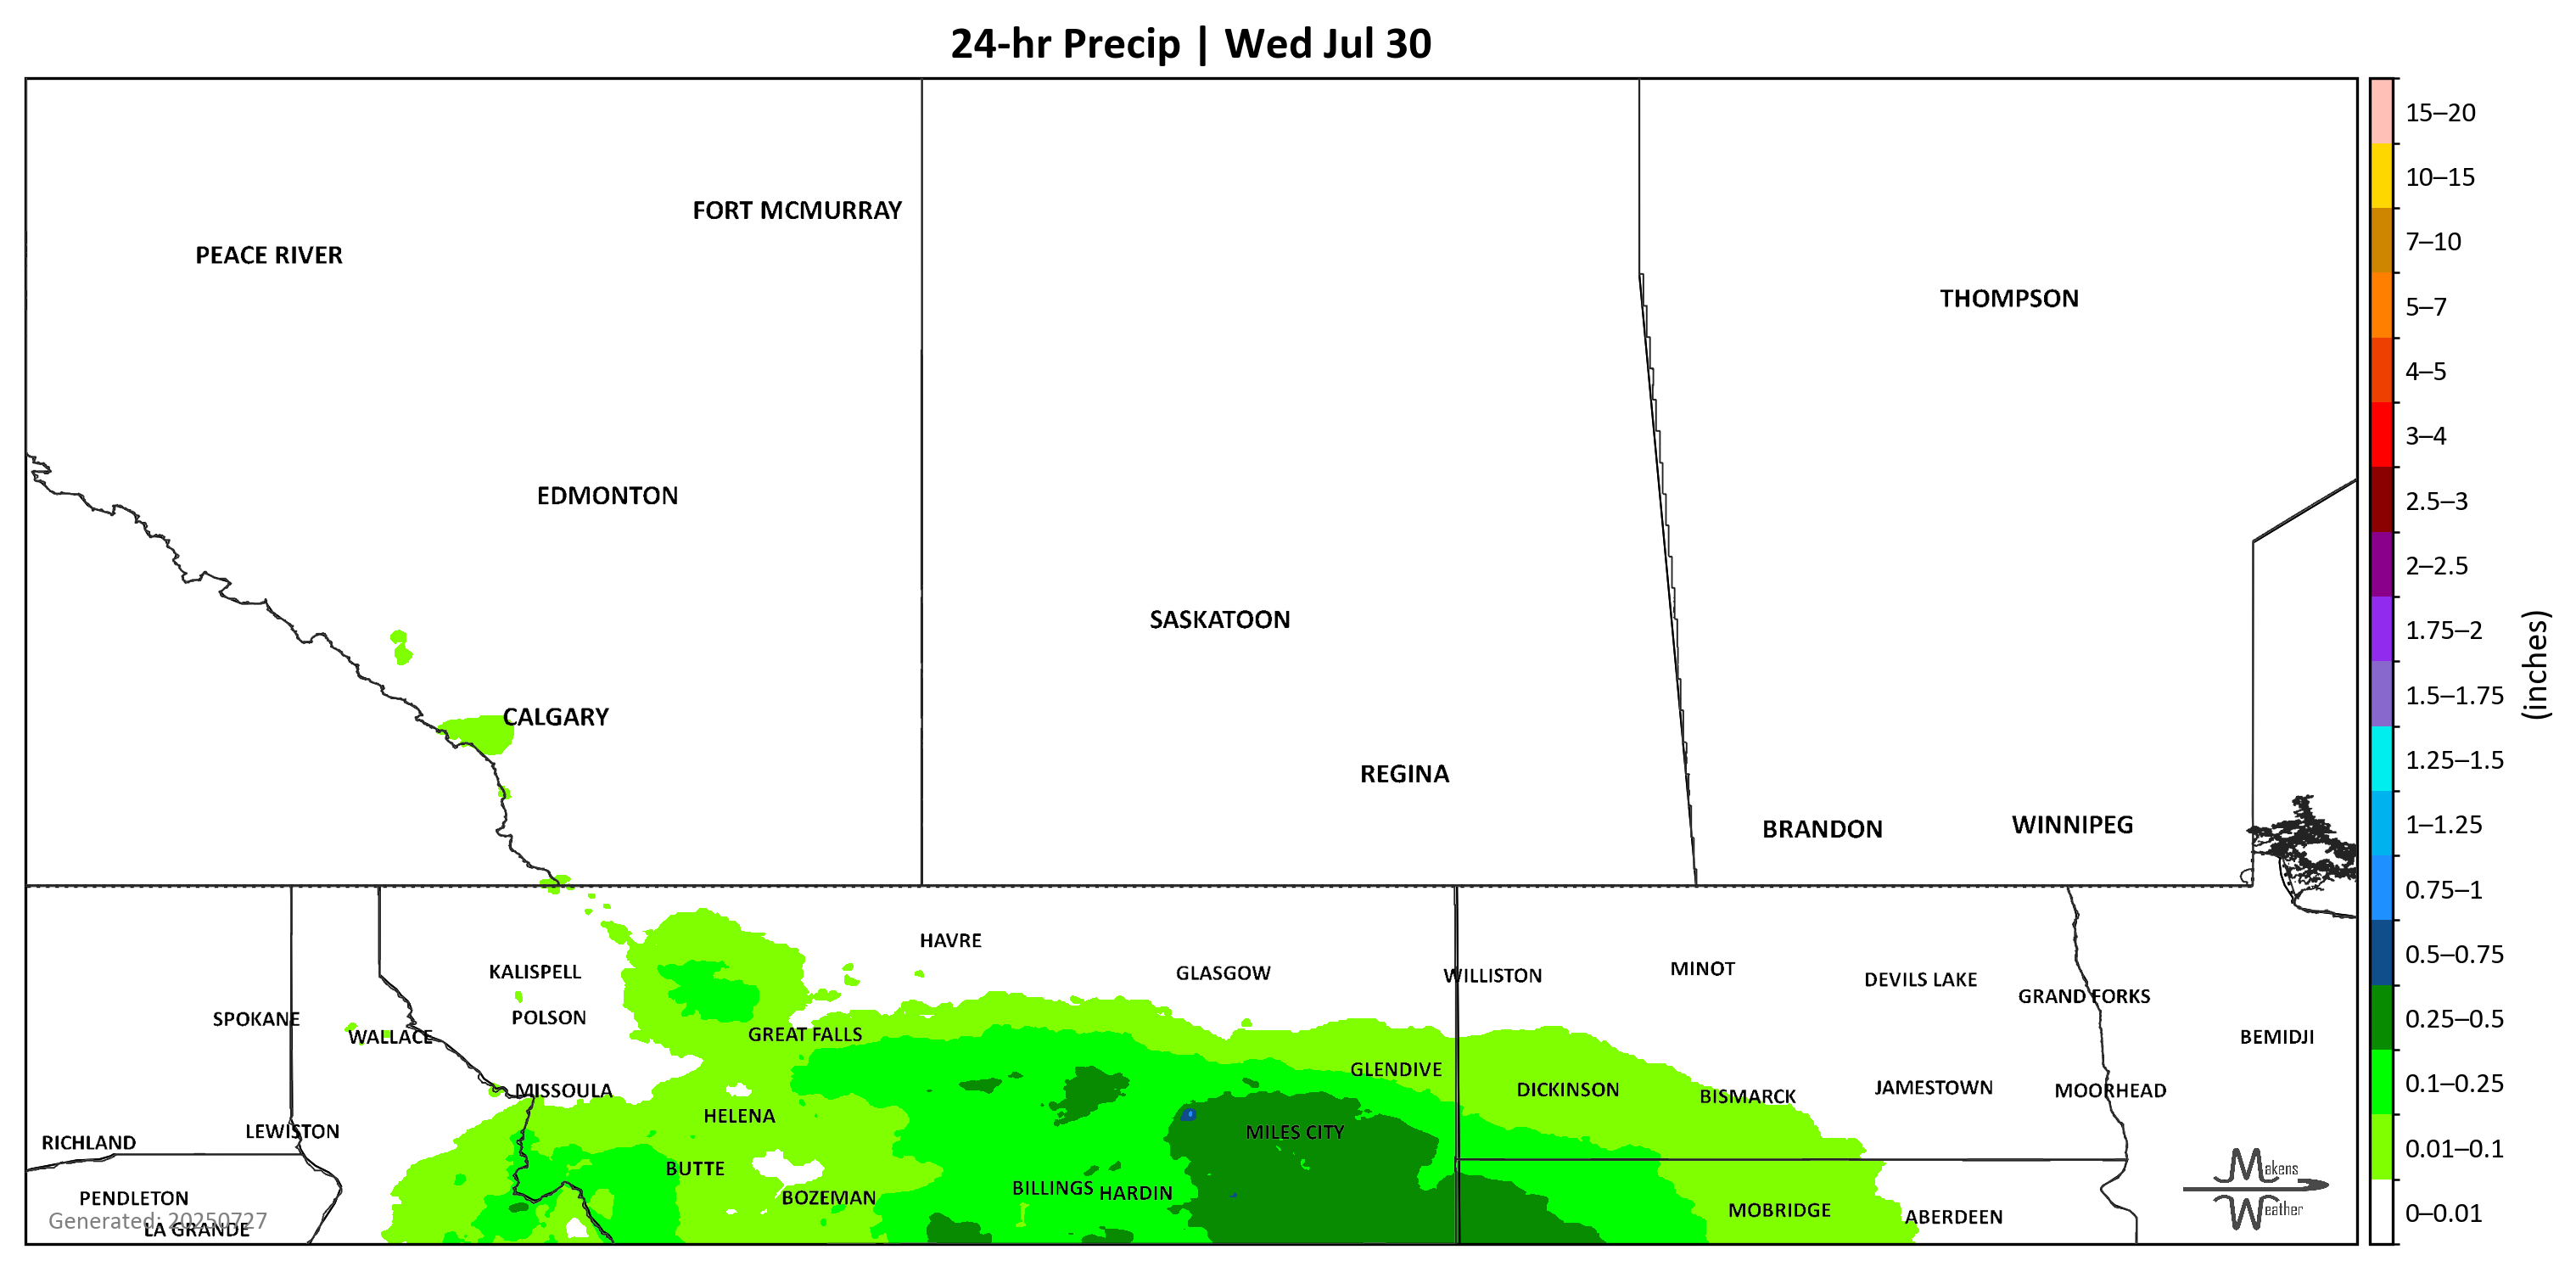 24-hr Precip | Wed Jul 30
FORT MCMURRAY
PEACE RIVER
THOMPSON
EDMONTON
SASKATOON
CALGARY
REGINA
BRANDON
WINNIPEG
HAVRE
KALISPELL
GLASGOW
WILLISTON
MINOT
DEVILS LAKE
GRAND FORKS
SPOKANE
POLSON
WALLACE
GREAT FALLS
BEMIDJI
GLENDIVE
MISSOULA
DICKINSON
BISMARCK
JAMESTOWN
MOORHEAD
HELENA
RICHLAND
LEWISTON
MILES CITY
BUTTE
PENDLETON
BOZEMAN
BILLINGS
HARDIN
MOBRIDGE
ABERDEEN
Generated: 20250727
LA GRANDE
Makens
Weather
15–20
10–15
7–10
5–7
4–5
3–4
2.5–3
2–2.5
1.75–2
1.5–1.75
1.25–1.5
1–1.25
0.75–1
0.5–0.75
0.25–0.5
0.1–0.25
0.01–0.1
0–0.01
(inches)